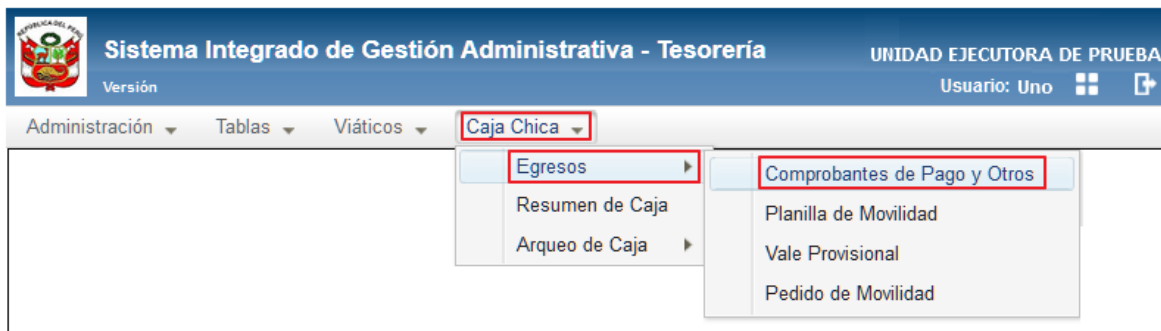 REPÚBLICA DEL PERÚ
Sistema Integrado de Gestión Administrativa - Tesorería
UNIDAD EJECUTORA DE PRUEBA
Versión
Usuario: Uno
Administración
Tablas
Viáticos
Caja Chica
Egresos
Resumen de Caja
Arqueo de Caja
Comprobantes de Pago y Otros
Planilla de Movilidad
Vale Provisional
Pedido de Movilidad